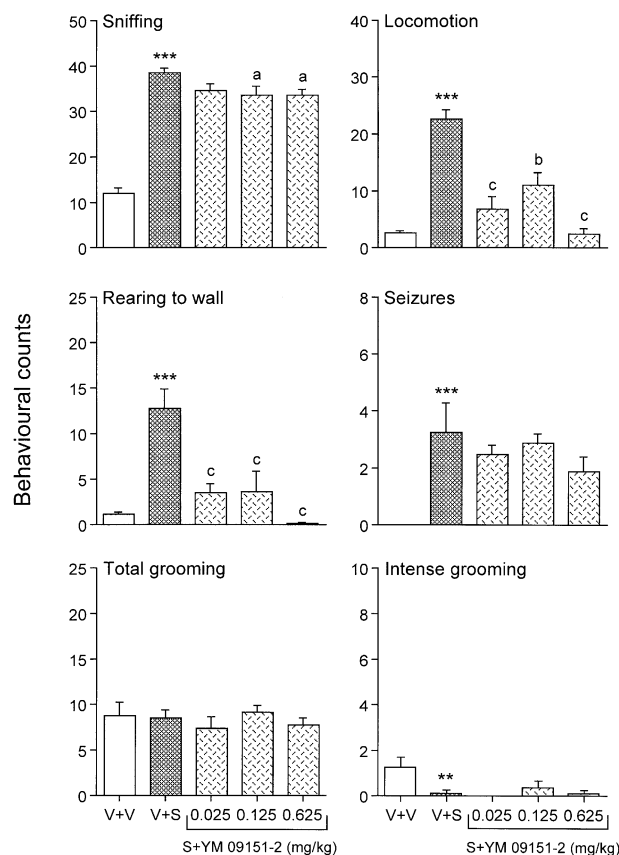 Sniffing
50
40
30
20
10
0
***
a
a
Locomotion
40
30
20
10
0
***
c
b
c
Behavioural counts
Rearing to wall
25
20
15
10
5
0
***
c
c
c
Seizures
8
6
4
2
0
***
Total grooming
25
20
15
10
5
0
V+V V+S 0.025 0.125 0.625
S+YM 09151-2 (mg/kg)
Intense grooming
10
8
6
4
2
0
**
V+V V+S 0.025 0.125 0.625
S+YM 09151-2 (mg/kg)